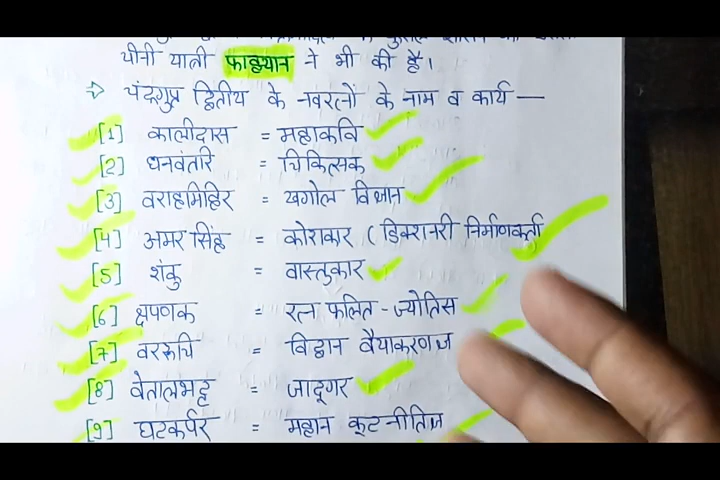 चीनी यात्री फाह्यान ने भी की है।
⇨ चंद्रगुप्त द्वितीय के नवरत्नों के नाम व कार्य —
[1] कालीदास = महाकवि
[2] धनवंतरि = चिकित्सक
[3] वराहमिहिर = खगोल विज्ञान
[4] अमर सिंह = कोशकार ( डिक्शनरी निर्माणकर्ता
[5] शंकु = वास्तुकार
[6] क्षपणक = रत्न फलित - ज्योतिस
[7] वररूचि = विद्वान वैयाकरणज्ञ
[8] वेतालभट्ट = जादूगर
[9] घटकर्पर = महान कूटनीतिज्ञ